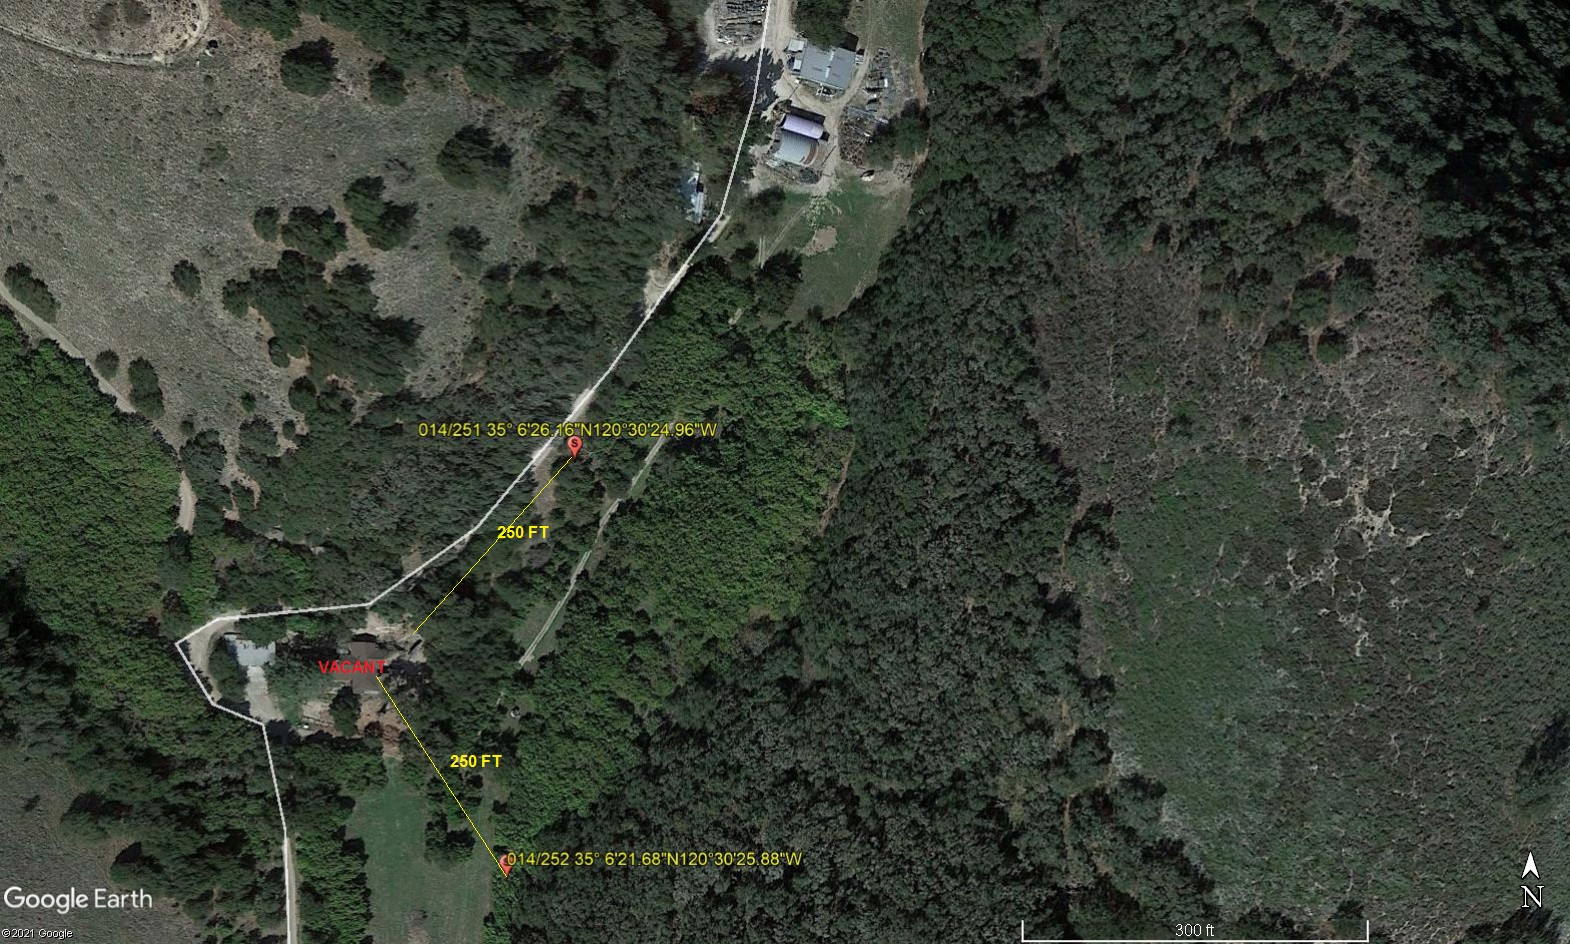 014/251 35° 6'26.16"N120°30'24.96"W
S
250 FT
VACANT
250 FT
014/252 35° 6'21.68"N120°30'25.88"W
Google Earth
©2021 Google
300 ft
N